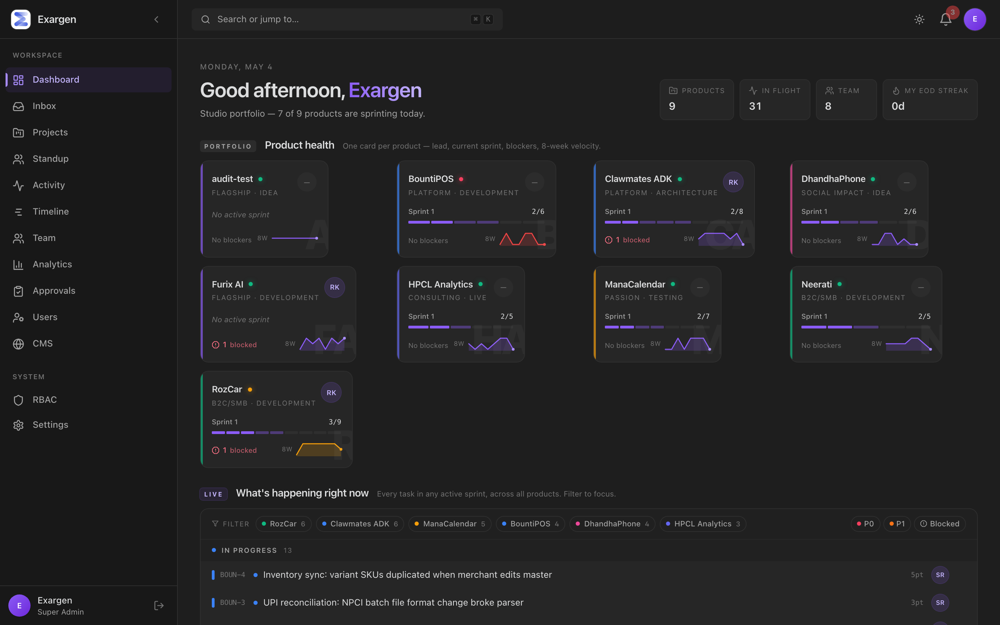 Exargen
Search or jump to...
⌘ K
3
E
WORKSPACE
Dashboard
Inbox
Projects
Standup
Activity
Timeline
Team
Analytics
Approvals
Users
CMS
SYSTEM
RBAC
Settings
E
Exargen
Super Admin
MONDAY, MAY 4
Good afternoon, Exargen
Studio portfolio — 7 of 9 products are sprinting today.
PRODUCTS
9
IN FLIGHT
31
TEAM
8
MY EOD STREAK
0d
PORTFOLIO Product health One card per product — lead, current sprint, blockers, 8-week velocity.
audit-test —
FLAGSHIP · IDEA
No active sprint
No blockers 8W
A
BountiPOS —
PLATFORM · DEVELOPMENT
Sprint 1 2/6
No blockers 8W
B
Clawmates ADK RK
PLATFORM · ARCHITECTURE
Sprint 1 2/8
1 blocked 8W
CA
DhandhaPhone —
SOCIAL IMPACT · IDEA
Sprint 1 2/6
No blockers 8W
D
Furix AI RK
FLAGSHIP · DEVELOPMENT
No active sprint
1 blocked 8W
FA
HPCL Analytics —
CONSULTING · LIVE
Sprint 1 2/5
No blockers 8W
HA
ManaCalendar —
PASSION · TESTING
Sprint 1 2/7
No blockers 8W
M
Neerati —
B2C/SMB · DEVELOPMENT
Sprint 1 2/5
No blockers 8W
N
RozCar RK
B2C/SMB · DEVELOPMENT
Sprint 1 3/9
1 blocked 8W
R
LIVE What's happening right now Every task in any active sprint, across all products. Filter to focus.
FILTER RozCar 6 Clawmates ADK 6 ManaCalendar 5 BountiPOS 4 DhandhaPhone 4 HPCL Analytics 3 P0 P1 Blocked
IN PROGRESS 13
BOUN-4 Inventory sync: variant SKUs duplicated when merchant edits master 5pt SR
BOUN-3 UPI reconciliation: NPCI batch file format change broke parser 3pt SR